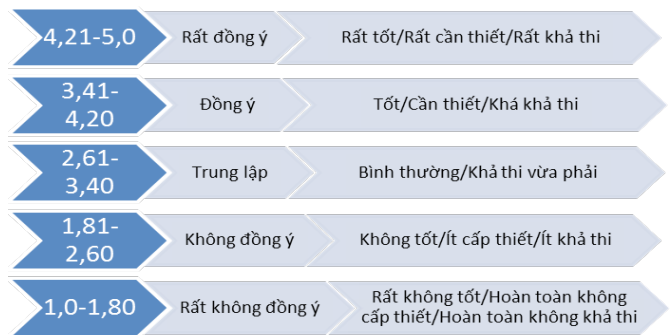 4,21-5,0 Rất đồng ý Rất tốt/Rất cần thiết/Rất khả thi
3,41-
4,20 Đồng ý Tốt/Cần thiết/Khá khả thi
2,61-
3,40 Trung lập Bình thường/Khả thi vừa phải
1,81-
2,60 Không đồng ý Không tốt/Ít cấp thiết/Ít khả thi
1,0-1,80 Rất không đồng ý Rất không tốt/Hoàn toàn không
cấp thiết/Hoàn toàn không khả thi